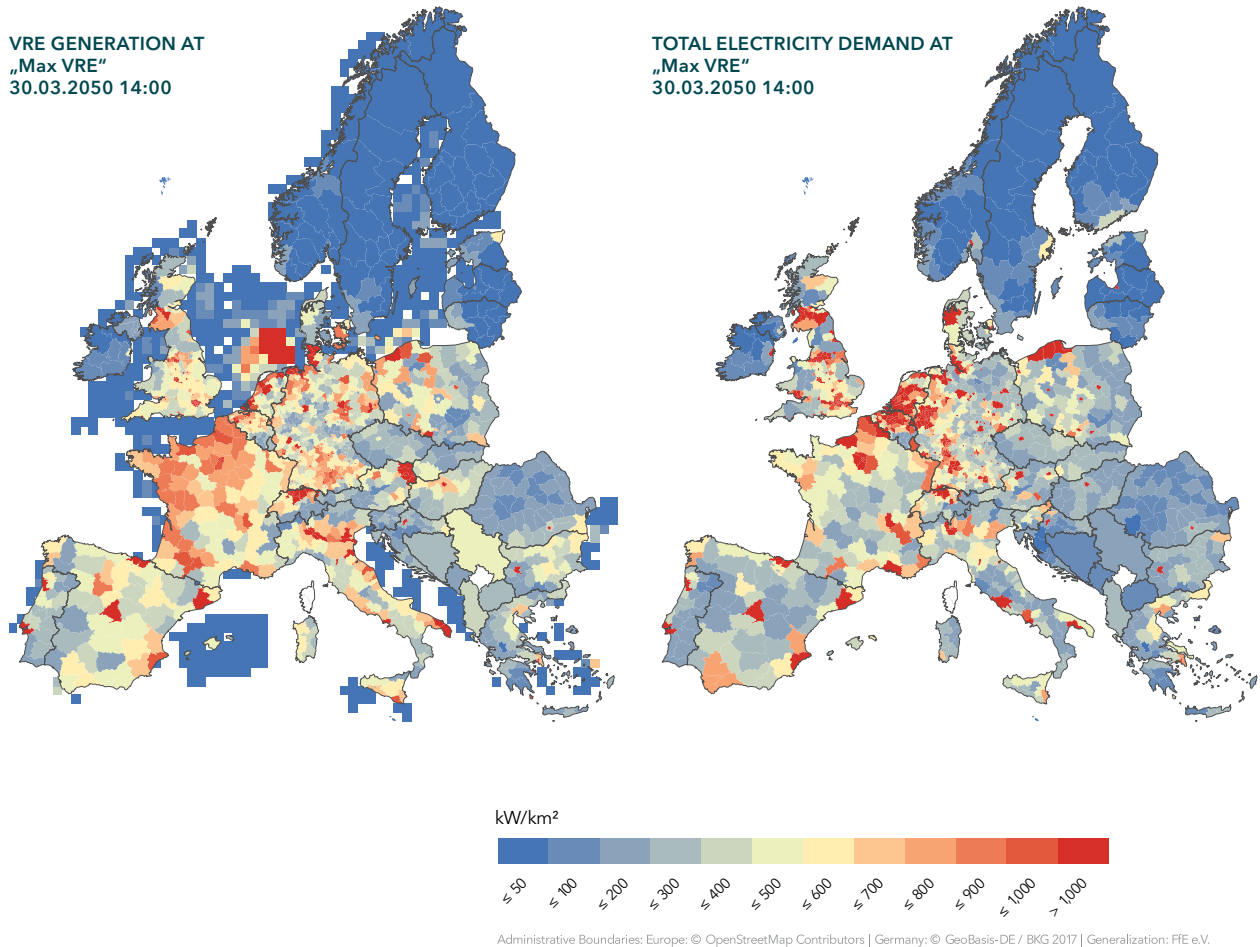 VRE GENERATION AT
„Max VRE“
30.03.2050 14:00
TOTAL ELECTRICITY DEMAND AT
„Max VRE“
30.03.2050 14:00
kW/km²
≤ 50
≤ 100
≤ 200
≤ 300
≤ 400
≤ 500
≤ 600
≤ 700
≤ 800
≤ 900
≤ 1,000
> 1,000
Administrative Boundaries: Europe: © OpenStreetMap Contributors | Germany: © GeoBasis-DE / BKG 2017 | Generalization: FfE e.V.